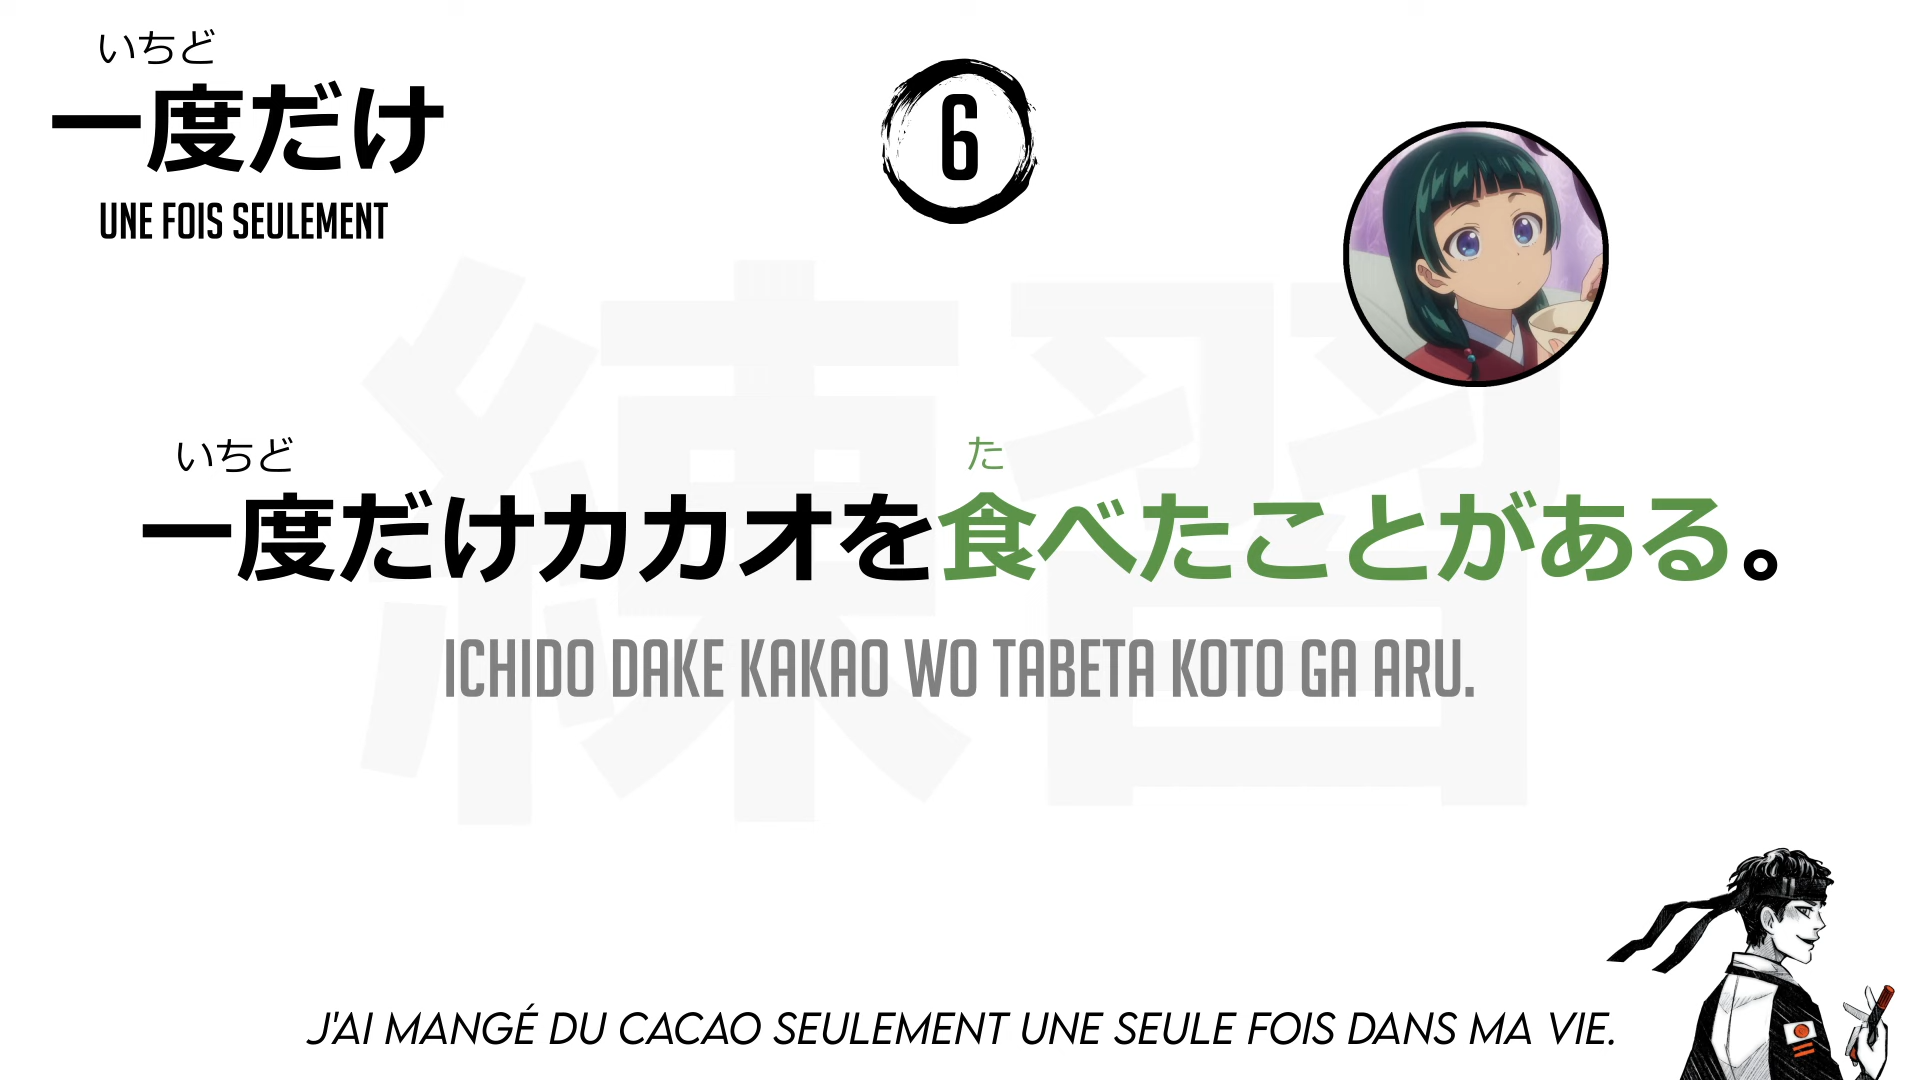 いちど
一度だけ
UNE FOIS SEULEMENT
6
練習
いちど た
一度だけカカオを食べたことがある。
ICHIDO DAKE KAKAO WO TABETA KOTO GA ARU.
J'AI MANGÉ DU CACAO SEULEMENT UNE SEULE FOIS DANS MA VIE.